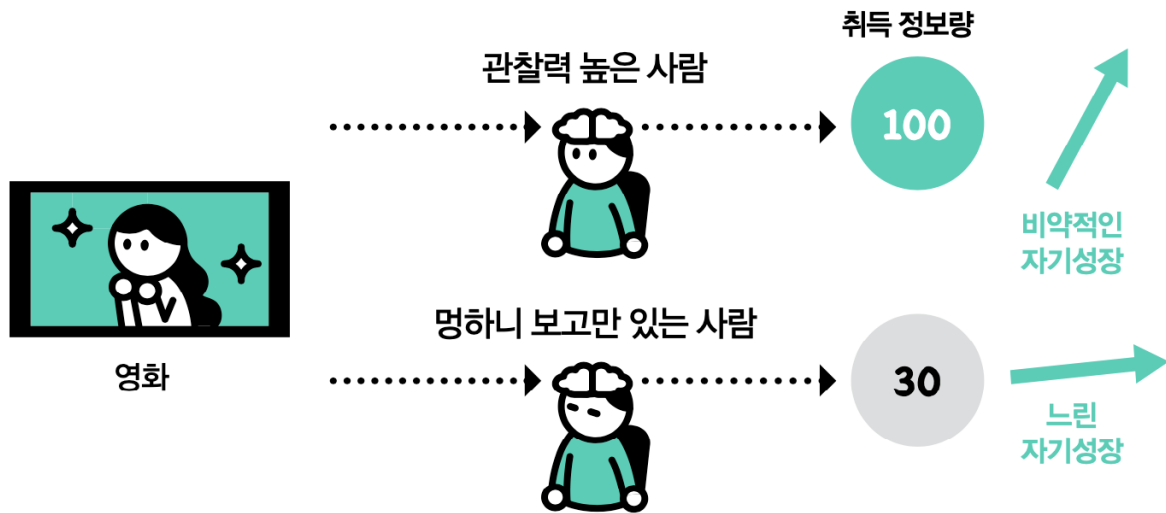 취득 정보량
관찰력 높은 사람
100
비약적인
자기성장
영화
멍하니 보고만 있는 사람
30
느린
자기성장